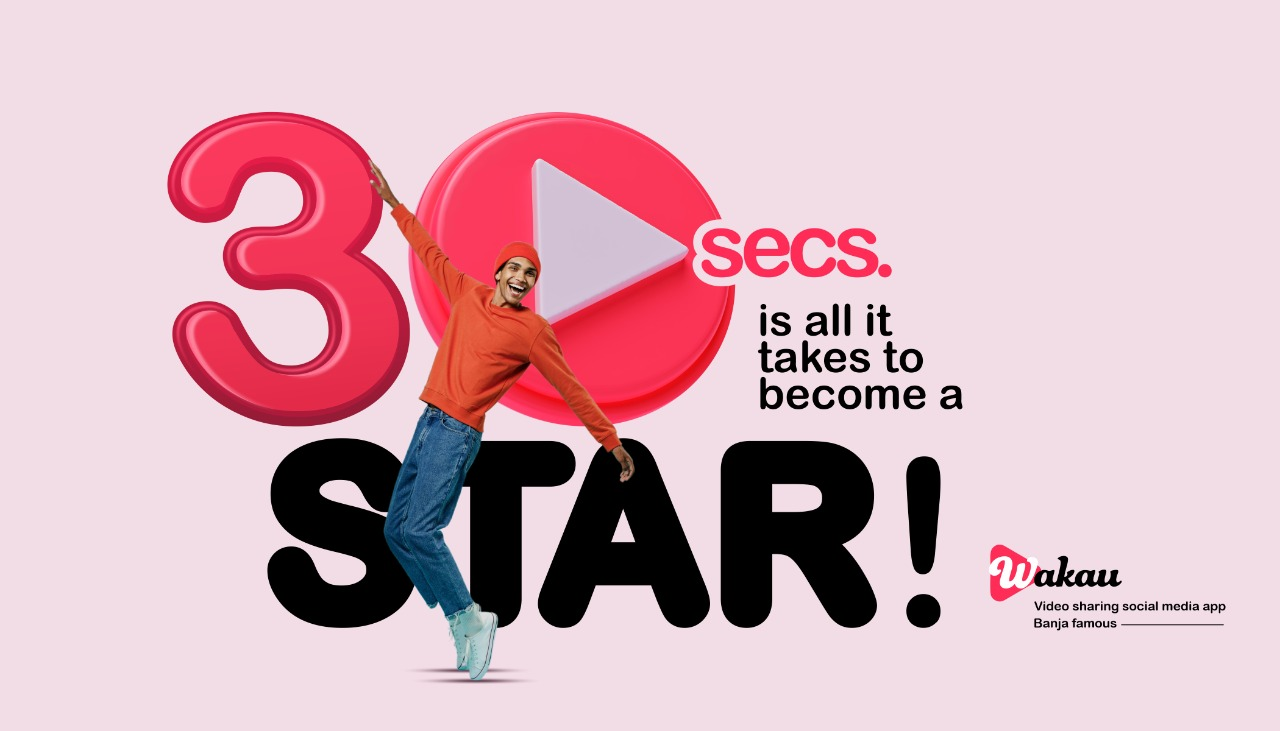 30 secs.
is all it
takes to
become a
STAR!
Wakau
Video sharing social media app
Banja famous